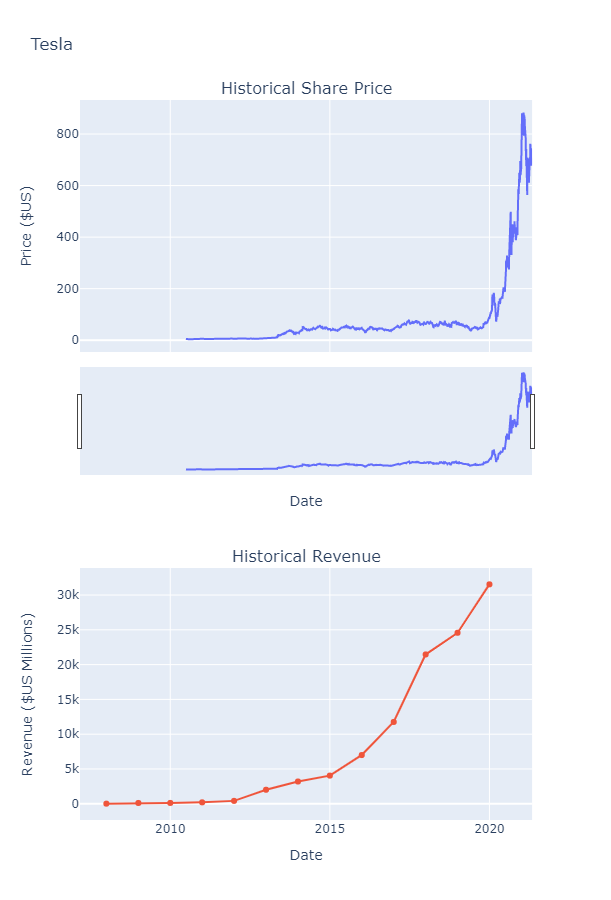 Tesla
Historical Share Price
Price ($US)
800
600
400
200
0
Date
Historical Revenue
Revenue ($US Millions)
30k
25k
20k
15k
10k
5k
0
2010 2015 2020
Date